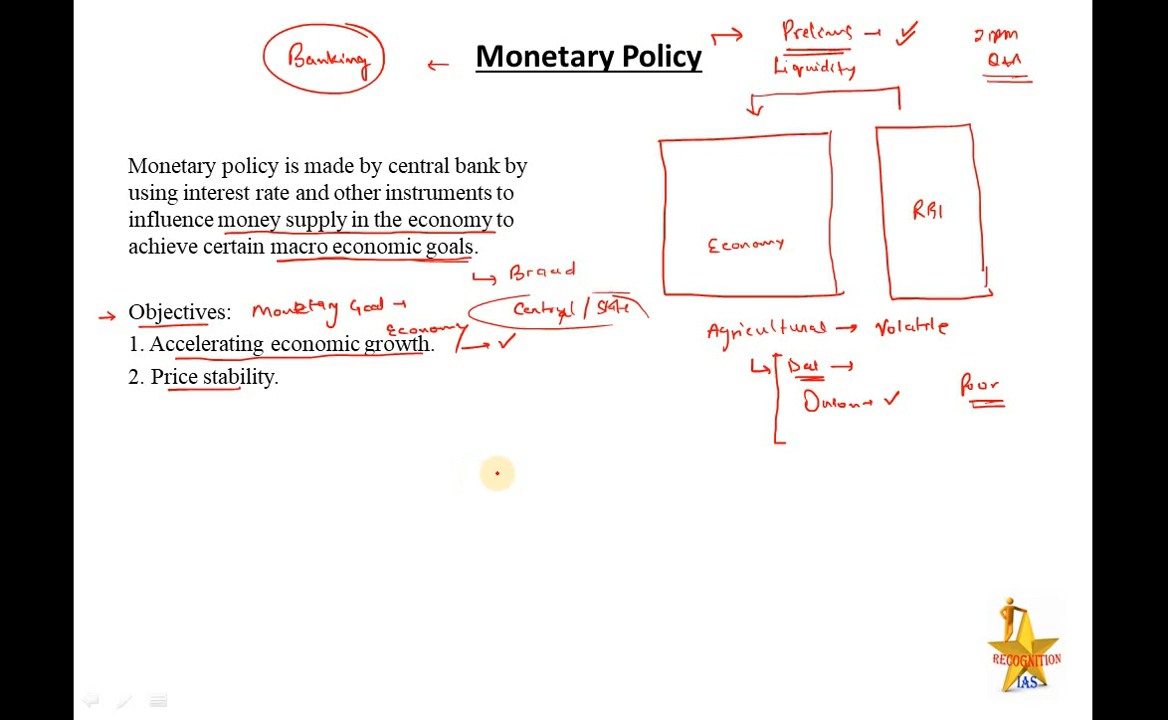 Banking
Monetary Policy
Prelims
Liquidity
2 pm
Q&A
Monetary policy is made by central bank by
using interest rate and other instruments to
influence money supply in the economy to
achieve certain macro economic goals.
Economy
RBI
Broad
Objectives:
Monetary Goal
Central / State
Economy
1. Accelerating economic growth.
2. Price stability.
Agricultural → Volatile
Dal →
Onion → ✓
Poor
RECOGNITION
IAS